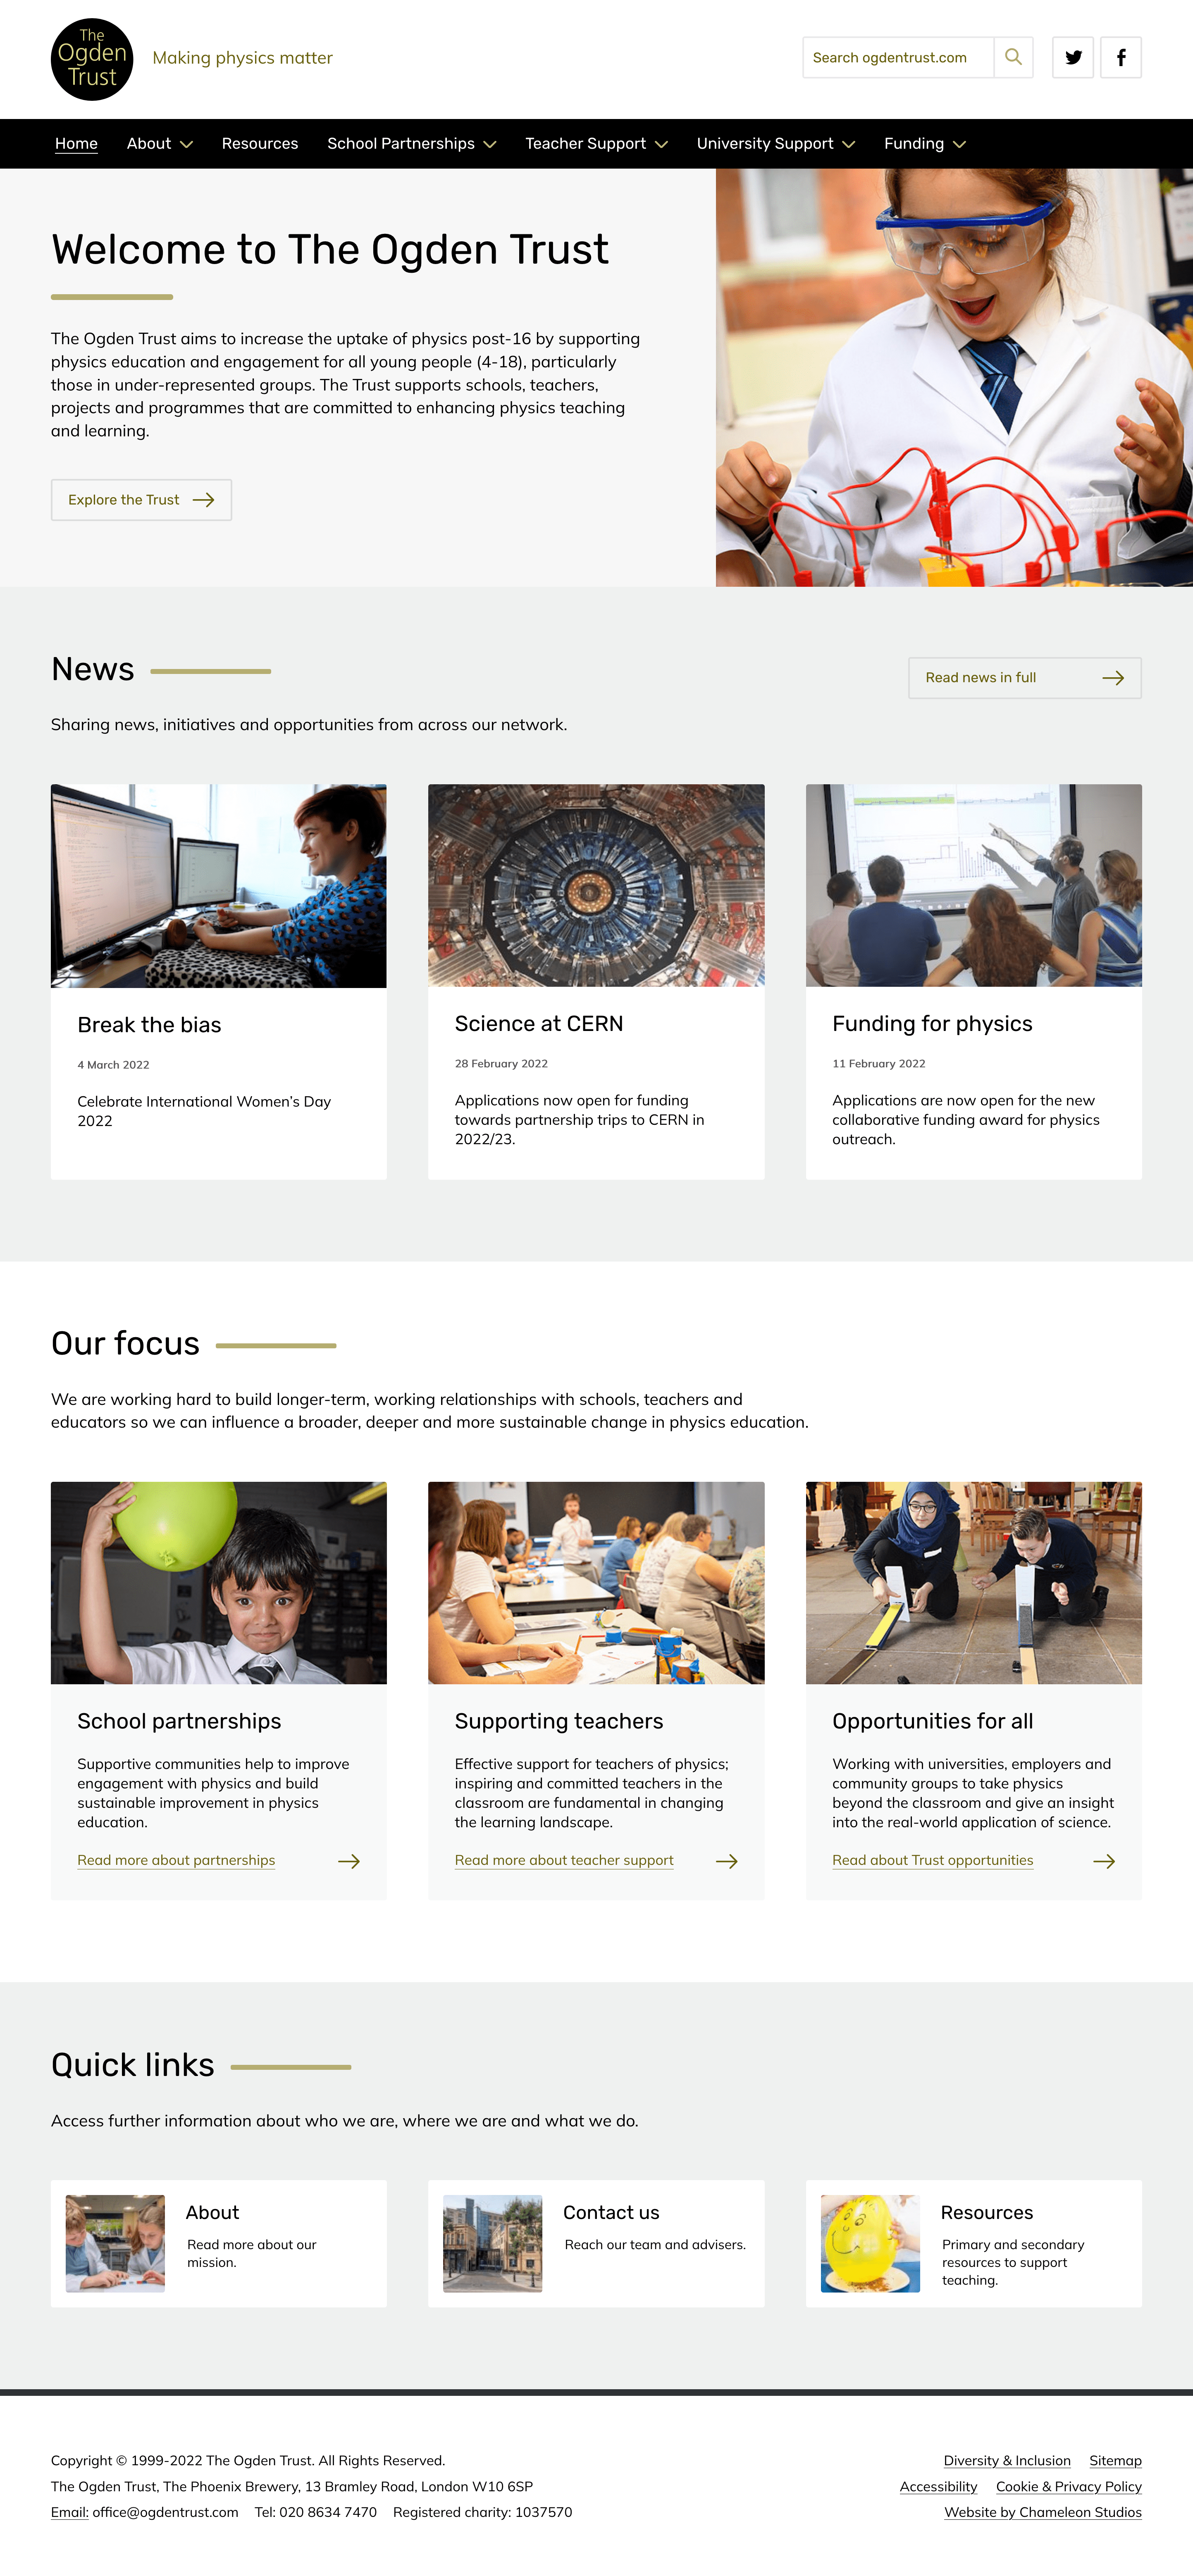 The
Ogden
Trust
Making physics matter
Search ogdentrust.com
Home About Resources School Partnerships Teacher Support University Support Funding
Welcome to The Ogden Trust
The Ogden Trust aims to increase the uptake of physics post-16 by supporting
physics education and engagement for all young people (4-18), particularly
those in under-represented groups. The Trust supports schools, teachers,
projects and programmes that are committed to enhancing physics teaching
and learning.
Explore the Trust
News
Read news in full
Sharing news, initiatives and opportunities from across our network.
Break the bias
4 March 2022
Celebrate International Women’s Day
2022
Science at CERN
28 February 2022
Applications now open for funding
towards partnership trips to CERN in
2022/23.
Funding for physics
11 February 2022
Applications are now open for the new
collaborative funding award for physics
outreach.
Our focus
We are working hard to build longer-term, working relationships with schools, teachers and
educators so we can influence a broader, deeper and more sustainable change in physics education.
School partnerships
Supportive communities help to improve
engagement with physics and build
sustainable improvement in physics
education.
Read more about partnerships
Supporting teachers
Effective support for teachers of physics;
inspiring and committed teachers in the
classroom are fundamental in changing
the learning landscape.
Read more about teacher support
Opportunities for all
Working with universities, employers and
community groups to take physics
beyond the classroom and give an insight
into the real-world application of science.
Read about Trust opportunities
Quick links
Access further information about who we are, where we are and what we do.
About
Read more about our
mission.
Contact us
Reach our team and advisers.
Resources
Primary and secondary
resources to support
teaching.
Copyright © 1999-2022 The Ogden Trust. All Rights Reserved.
The Ogden Trust, The Phoenix Brewery, 13 Bramley Road, London W10 6SP
Email: office@ogdentrust.com Tel: 020 8634 7470 Registered charity: 1037570
Diversity & Inclusion Sitemap
Accessibility Cookie & Privacy Policy
Website by Chameleon Studios